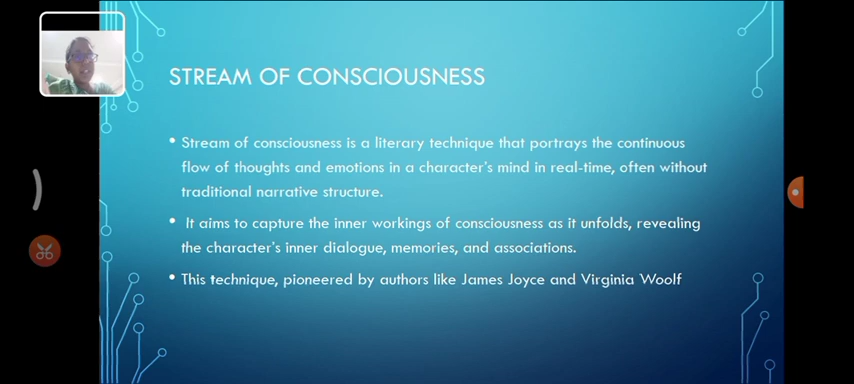 STREAM OF CONSCIOUSNESS
• Stream of consciousness is a literary technique that portrays the continuous
flow of thoughts and emotions in a character's mind in real-time, often without
traditional narrative structure.
• It aims to capture the inner workings of consciousness as it unfolds, revealing
the character's inner dialogue, memories, and associations.
• This technique, pioneered by authors like James Joyce and Virginia Woolf